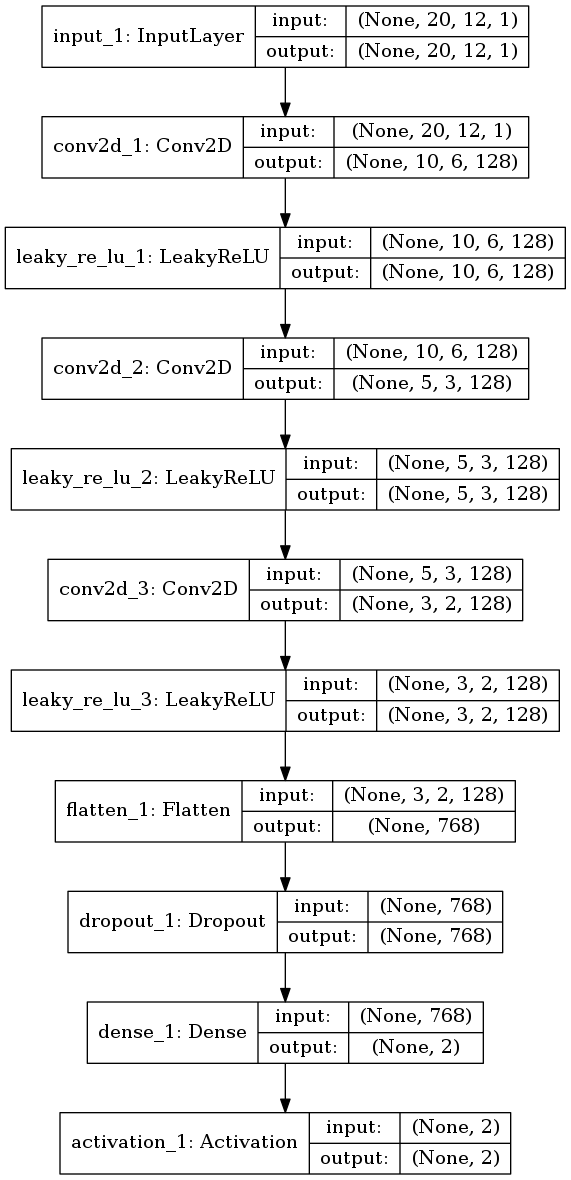 input_1: InputLayer
input: (None, 20, 12, 1)
output: (None, 20, 12, 1)
conv2d_1: Conv2D
input: (None, 20, 12, 1)
output: (None, 10, 6, 128)
leaky_re_lu_1: LeakyReLU
input: (None, 10, 6, 128)
output: (None, 10, 6, 128)
conv2d_2: Conv2D
input: (None, 10, 6, 128)
output: (None, 5, 3, 128)
leaky_re_lu_2: LeakyReLU
input: (None, 5, 3, 128)
output: (None, 5, 3, 128)
conv2d_3: Conv2D
input: (None, 5, 3, 128)
output: (None, 3, 2, 128)
leaky_re_lu_3: LeakyReLU
input: (None, 3, 2, 128)
output: (None, 3, 2, 128)
flatten_1: Flatten
input: (None, 3, 2, 128)
output: (None, 768)
dropout_1: Dropout
input: (None, 768)
output: (None, 768)
dense_1: Dense
input: (None, 768)
output: (None, 2)
activation_1: Activation
input: (None, 2)
output: (None, 2)